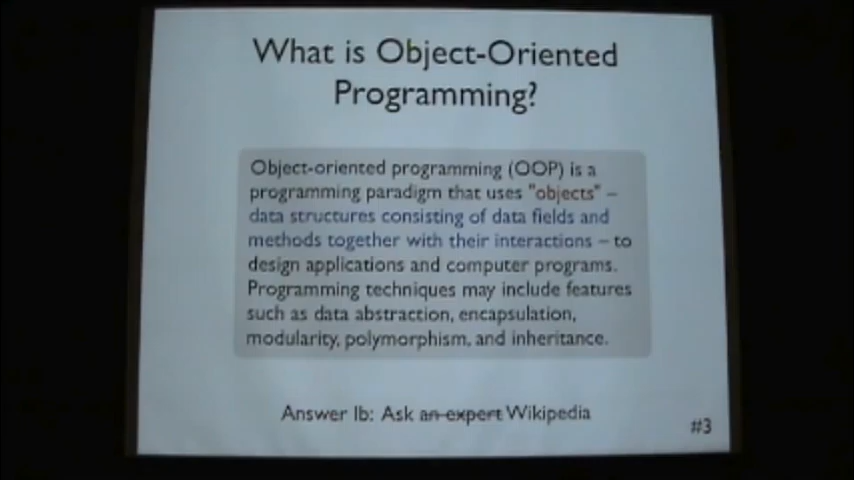 What is Object-Oriented
Programming?
Object-oriented programming (OOP) is a
programming paradigm that uses "objects" –
data structures consisting of data fields and
methods together with their interactions – to
design applications and computer programs.
Programming techniques may include features
such as data abstraction, encapsulation,
modularity, polymorphism, and inheritance.
Answer 1b: Ask an expert Wikipedia
#3